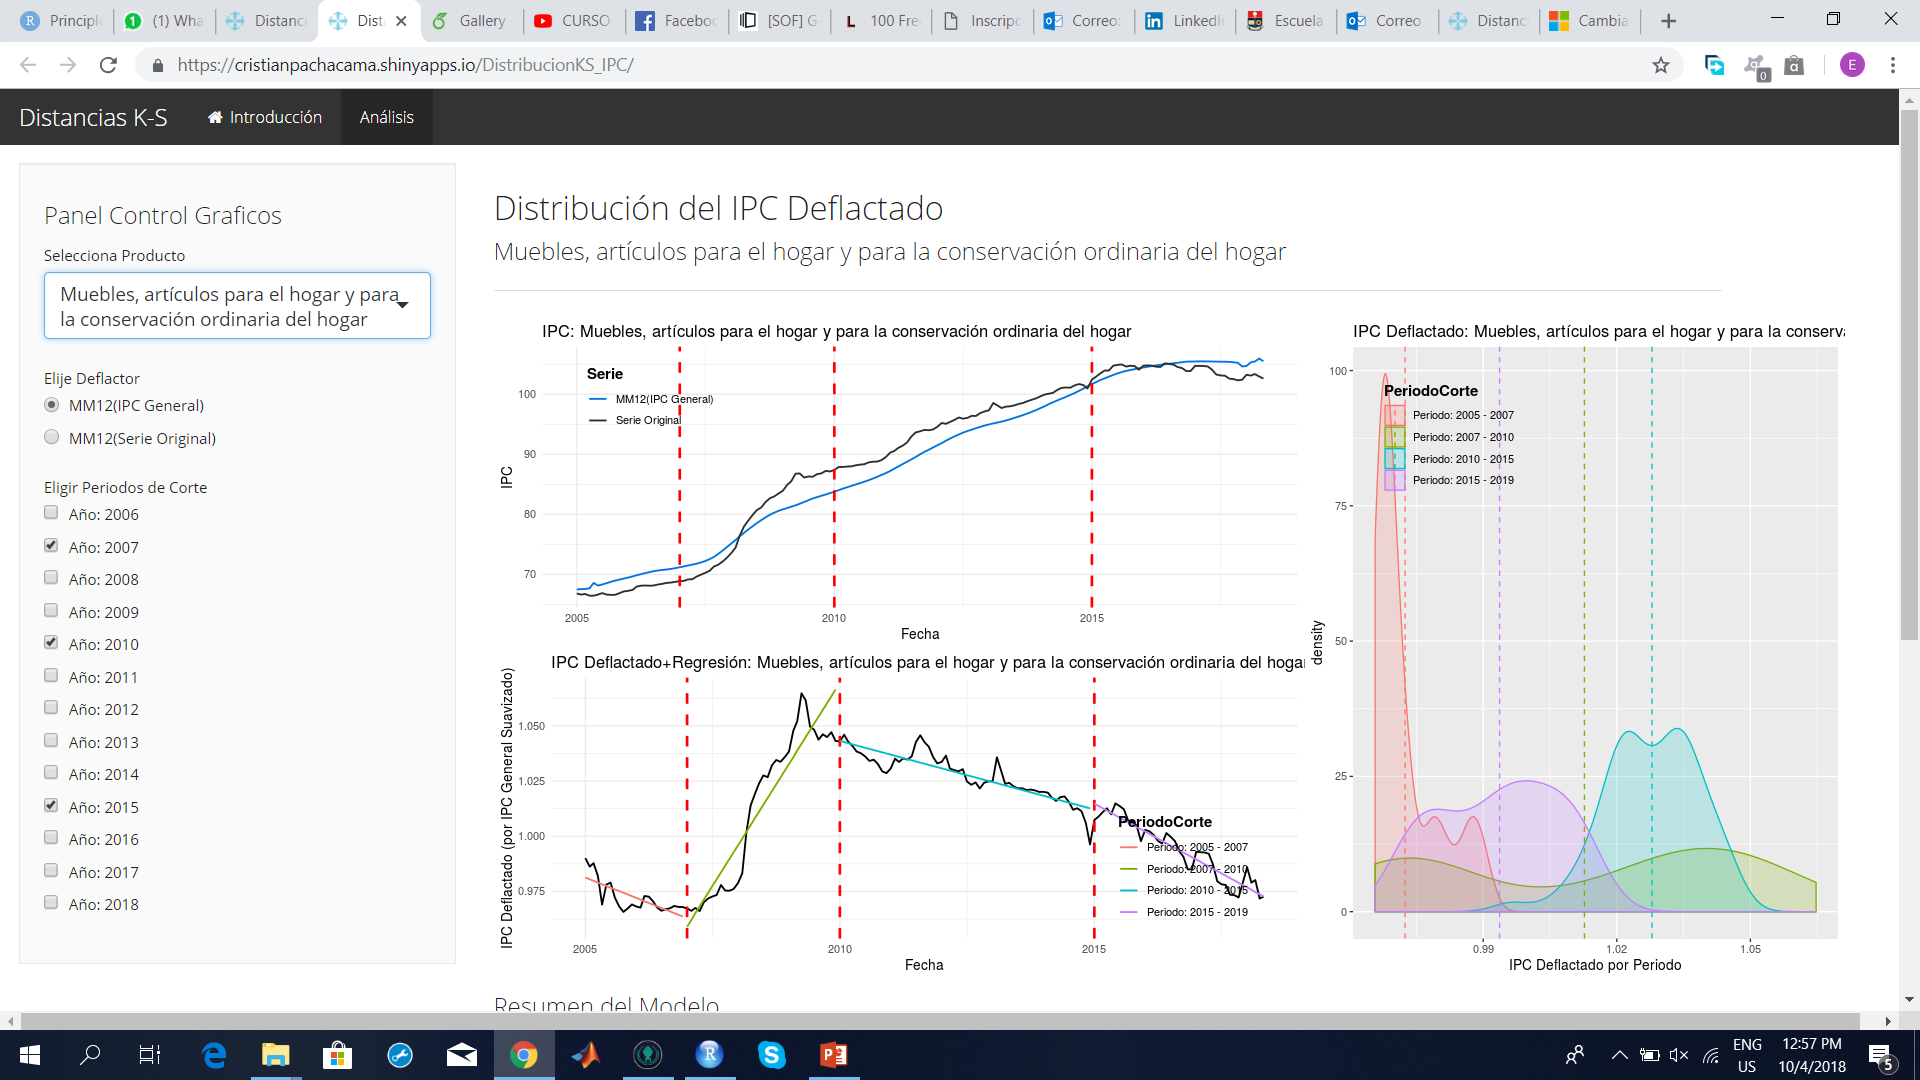 Principl
(1) Wha
Distanci
Dist
Gallery
CURSO
Faceboo
[SOF] G
100 Fre
Inscripc
Correo:
LinkedIn
Escuela
Correo
Distanc
Cambia
https://cristianpachacama.shinyapps.io/DistribucionKS_IPC/
0
E
Distancias K-S
Introducción
Análisis
Panel Control Graficos
Selecciona Producto
Muebles, artículos para el hogar y para
la conservación ordinaria del hogar
Elije Deflactor
MM12(IPC General)
MM12(Serie Original)
Eligir Periodos de Corte
Año: 2006
Año: 2007
Año: 2008
Año: 2009
Año: 2010
Año: 2011
Año: 2012
Año: 2013
Año: 2014
Año: 2015
Año: 2016
Año: 2017
Año: 2018
Distribución del IPC Deflactado
Muebles, artículos para el hogar y para la conservación ordinaria del hogar
IPC: Muebles, artículos para el hogar y para la conservación ordinaria del hogar
Serie
MM12(IPC General)
Serie Original
100
90
80
70
IPC
2005
2010
2015
Fecha
IPC Deflactado+Regresión: Muebles, artículos para el hogar y para la conservación ordinaria del hogar
IPC Deflactado (por IPC General Suavizado)
1.050
1.025
1.000
0.975
PeriodoCorte
Periodo: 2005 - 2007
Periodo: 2007 - 2010
Periodo: 2010 - 2015
Periodo: 2015 - 2019
2005
2010
2015
Fecha
IPC Deflactado: Muebles, artículos para el hogar y para la conserva
PeriodoCorte
Periodo: 2005 - 2007
Periodo: 2007 - 2010
Periodo: 2010 - 2015
Periodo: 2015 - 2019
100
75
50
25
0
density
0.99
1.02
1.05
IPC Deflactado por Periodo
Resumen del Modelo
ENG
US
12:57 PM
10/4/2018
5